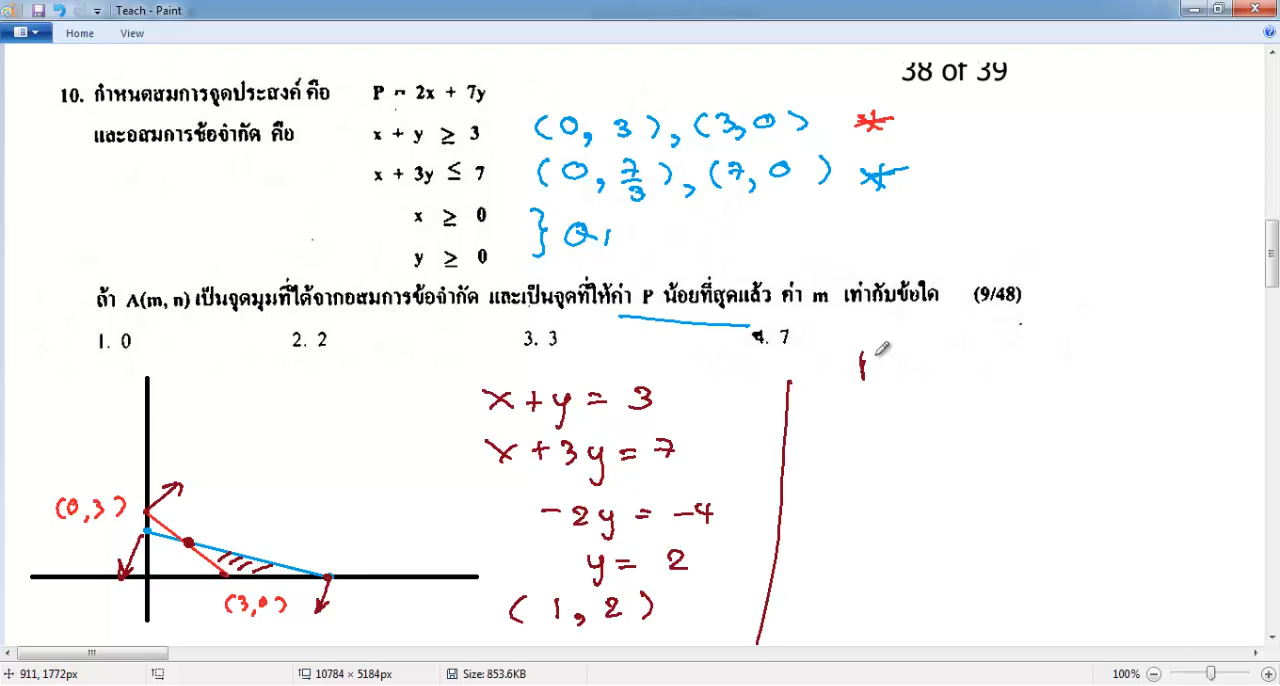 Teach - Paint
Home View
38 of 39
10. กำหนดสมการจุดประสงค์ คือ P = 2x + 7y
และอสมการข้อจำกัด คือ x + y ≥ 3 (0, 3), (3, 0)
x + 3y ≤ 7 (0, 7/3), (7, 0)
x ≥ 0
} Q1
y ≥ 0
ถ้า A(m, n) เป็นจุดมุมที่ได้จากอสมการข้อจำกัด และเป็นจุดที่ให้ค่า P น้อยที่สุดแล้ว ค่า m เท่ากับข้อใด (9/48)
1. 0 2. 2 3. 3 4. 7
x + y = 3
x + 3y = 7
(0, 3)
-2y = -4
y = 2
(3, 0)
(1, 2)
911, 1772px 10784 × 5184px Size: 853.6KB 100%